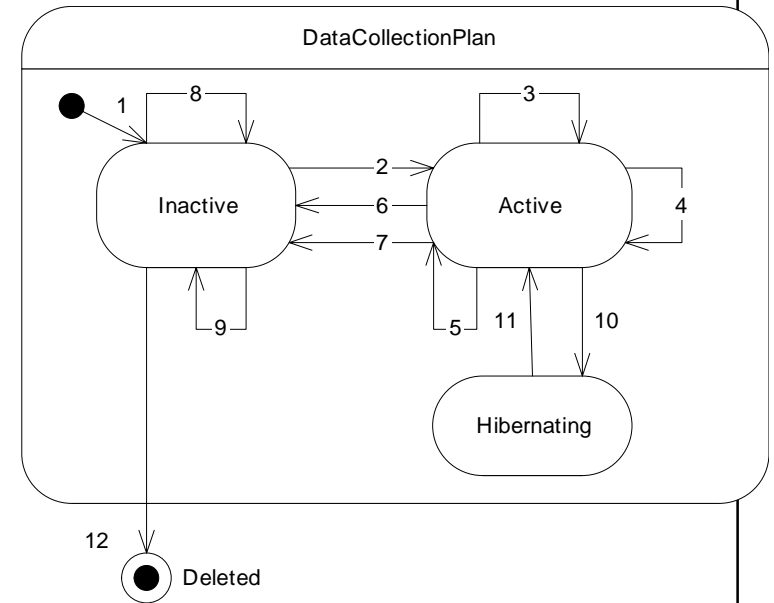 DataCollectionPlan
1
8
3
2
Inactive
6
Active
4
7
9
5
11
10
Hibernating
12
Deleted